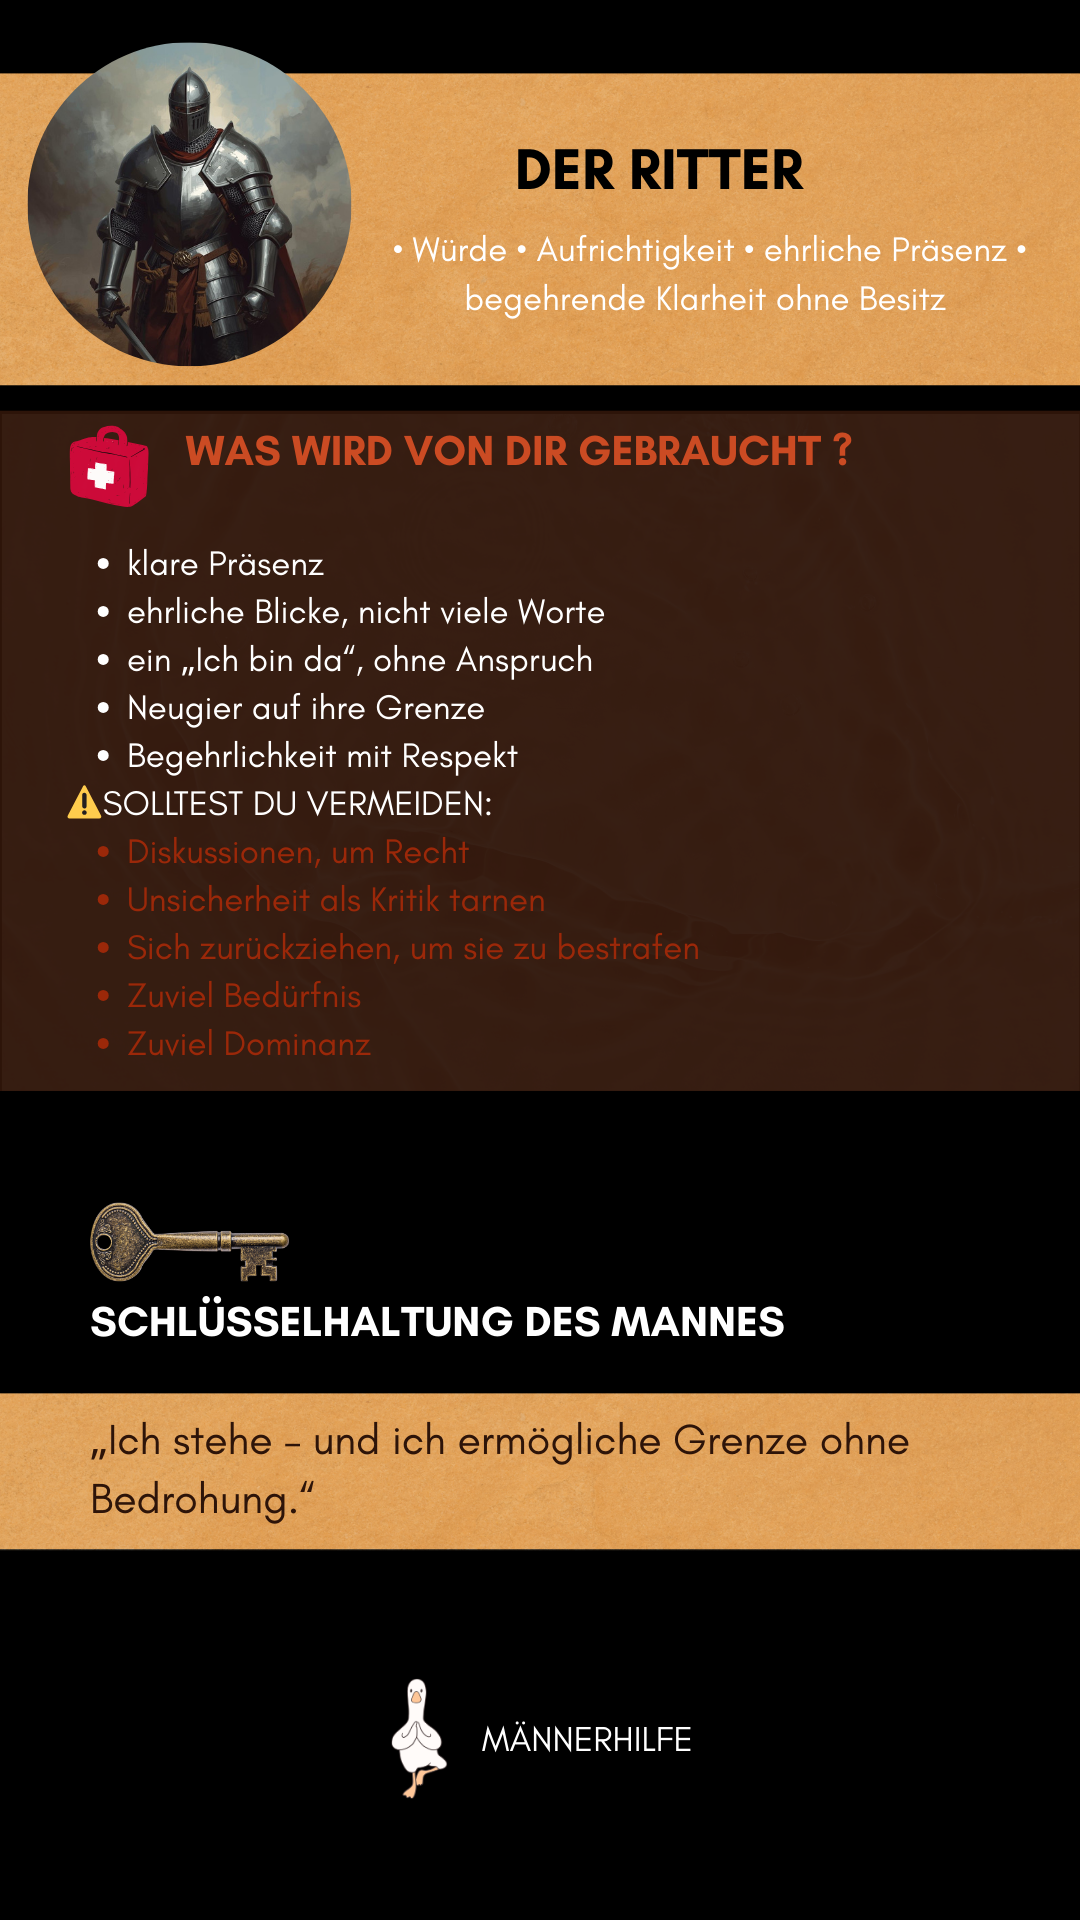 DER RITTER
• Würde • Aufrichtigkeit • ehrliche Präsenz •
begehrende Klarheit ohne Besitz
WAS WIRD VON DIR GEBRAUCHT ?
• klare Präsenz
• ehrliche Blicke, nicht viele Worte
• ein „Ich bin da“, ohne Anspruch
• Neugier auf ihre Grenze
• Begehrlichkeit mit Respekt
⚠️SOLLTEST DU VERMEIDEN:
• Diskussionen, um Recht
• Unsicherheit als Kritik tarnen
• Sich zurückziehen, um sie zu bestrafen
• Zuviel Bedürfnis
• Zuviel Dominanz
SCHLÜSSELHALTUNG DES MANNES
„Ich stehe – und ich ermögliche Grenze ohne
Bedrohung.“
MÄNNERHILFE